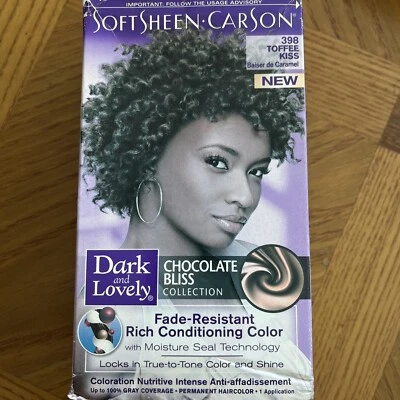 IMPORTANT: FOLLOW THE USAGE ADVISORY
SOFTSHEEN·CARSON
398
TOFFEE
KISS
Baiser de Caramel
NEW
Dark
and
Lovely®
CHOCOLATE
BLISS
COLLECTION
Fade-Resistant
Rich Conditioning Color
with Moisture Seal Technology
Locks in True-to-Tone Color and Shine
Coloration Nutritive Intense Anti-affadissement
Up to 100% GRAY COVERAGE • PERMANENT HAIRCOLOR • 1 Application